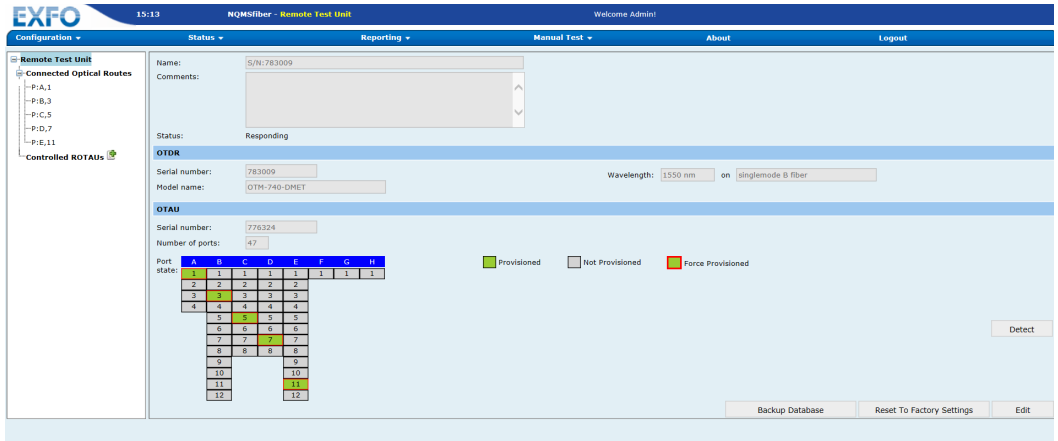 EXFO
15:13 NQMSfiber - Remote Test Unit Welcome Admin!
Configuration Status Reporting Manual Test About Logout
Remote Test Unit
Connected Optical Routes
P:A,1
P:B,3
P:C,5
P:D,7
P:E,11
Controlled ROTAUs
Name: S/N:783009
Comments:
Status: Responding
OTDR
Serial number: 783009
Wavelength: 1550 nm on singlemode B fiber
Model name: OTM-740-DMET
OTAU
Serial number: 776324
Number of ports: 47
Port state:
A B C D E F G H
1 1 1 1 1 1 1 1
2 2 2 2 2
3 3 3 3 3
4 4 4 4 4
5 5 5 5
6 6 6 6
7 7 7 7
8 8 8 8
9 9
10 10
11 11
12 12
Provisioned Not Provisioned Force Provisioned
Detect
Backup Database Reset To Factory Settings Edit